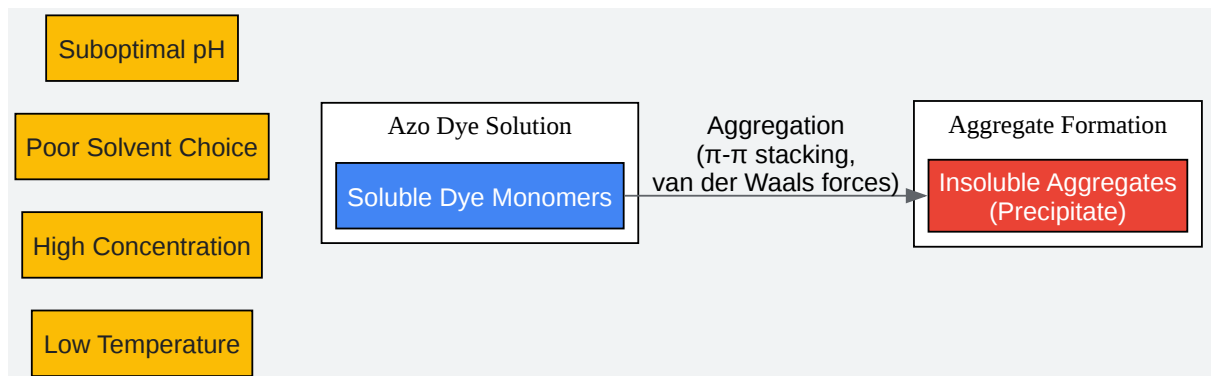 Suboptimal pH
Poor Solvent Choice
High Concentration
Low Temperature
Azo Dye Solution
Soluble Dye Monomers
Aggregation
(π-π stacking,
van der Waals forces)
Aggregate Formation
Insoluble Aggregates
(Precipitate)